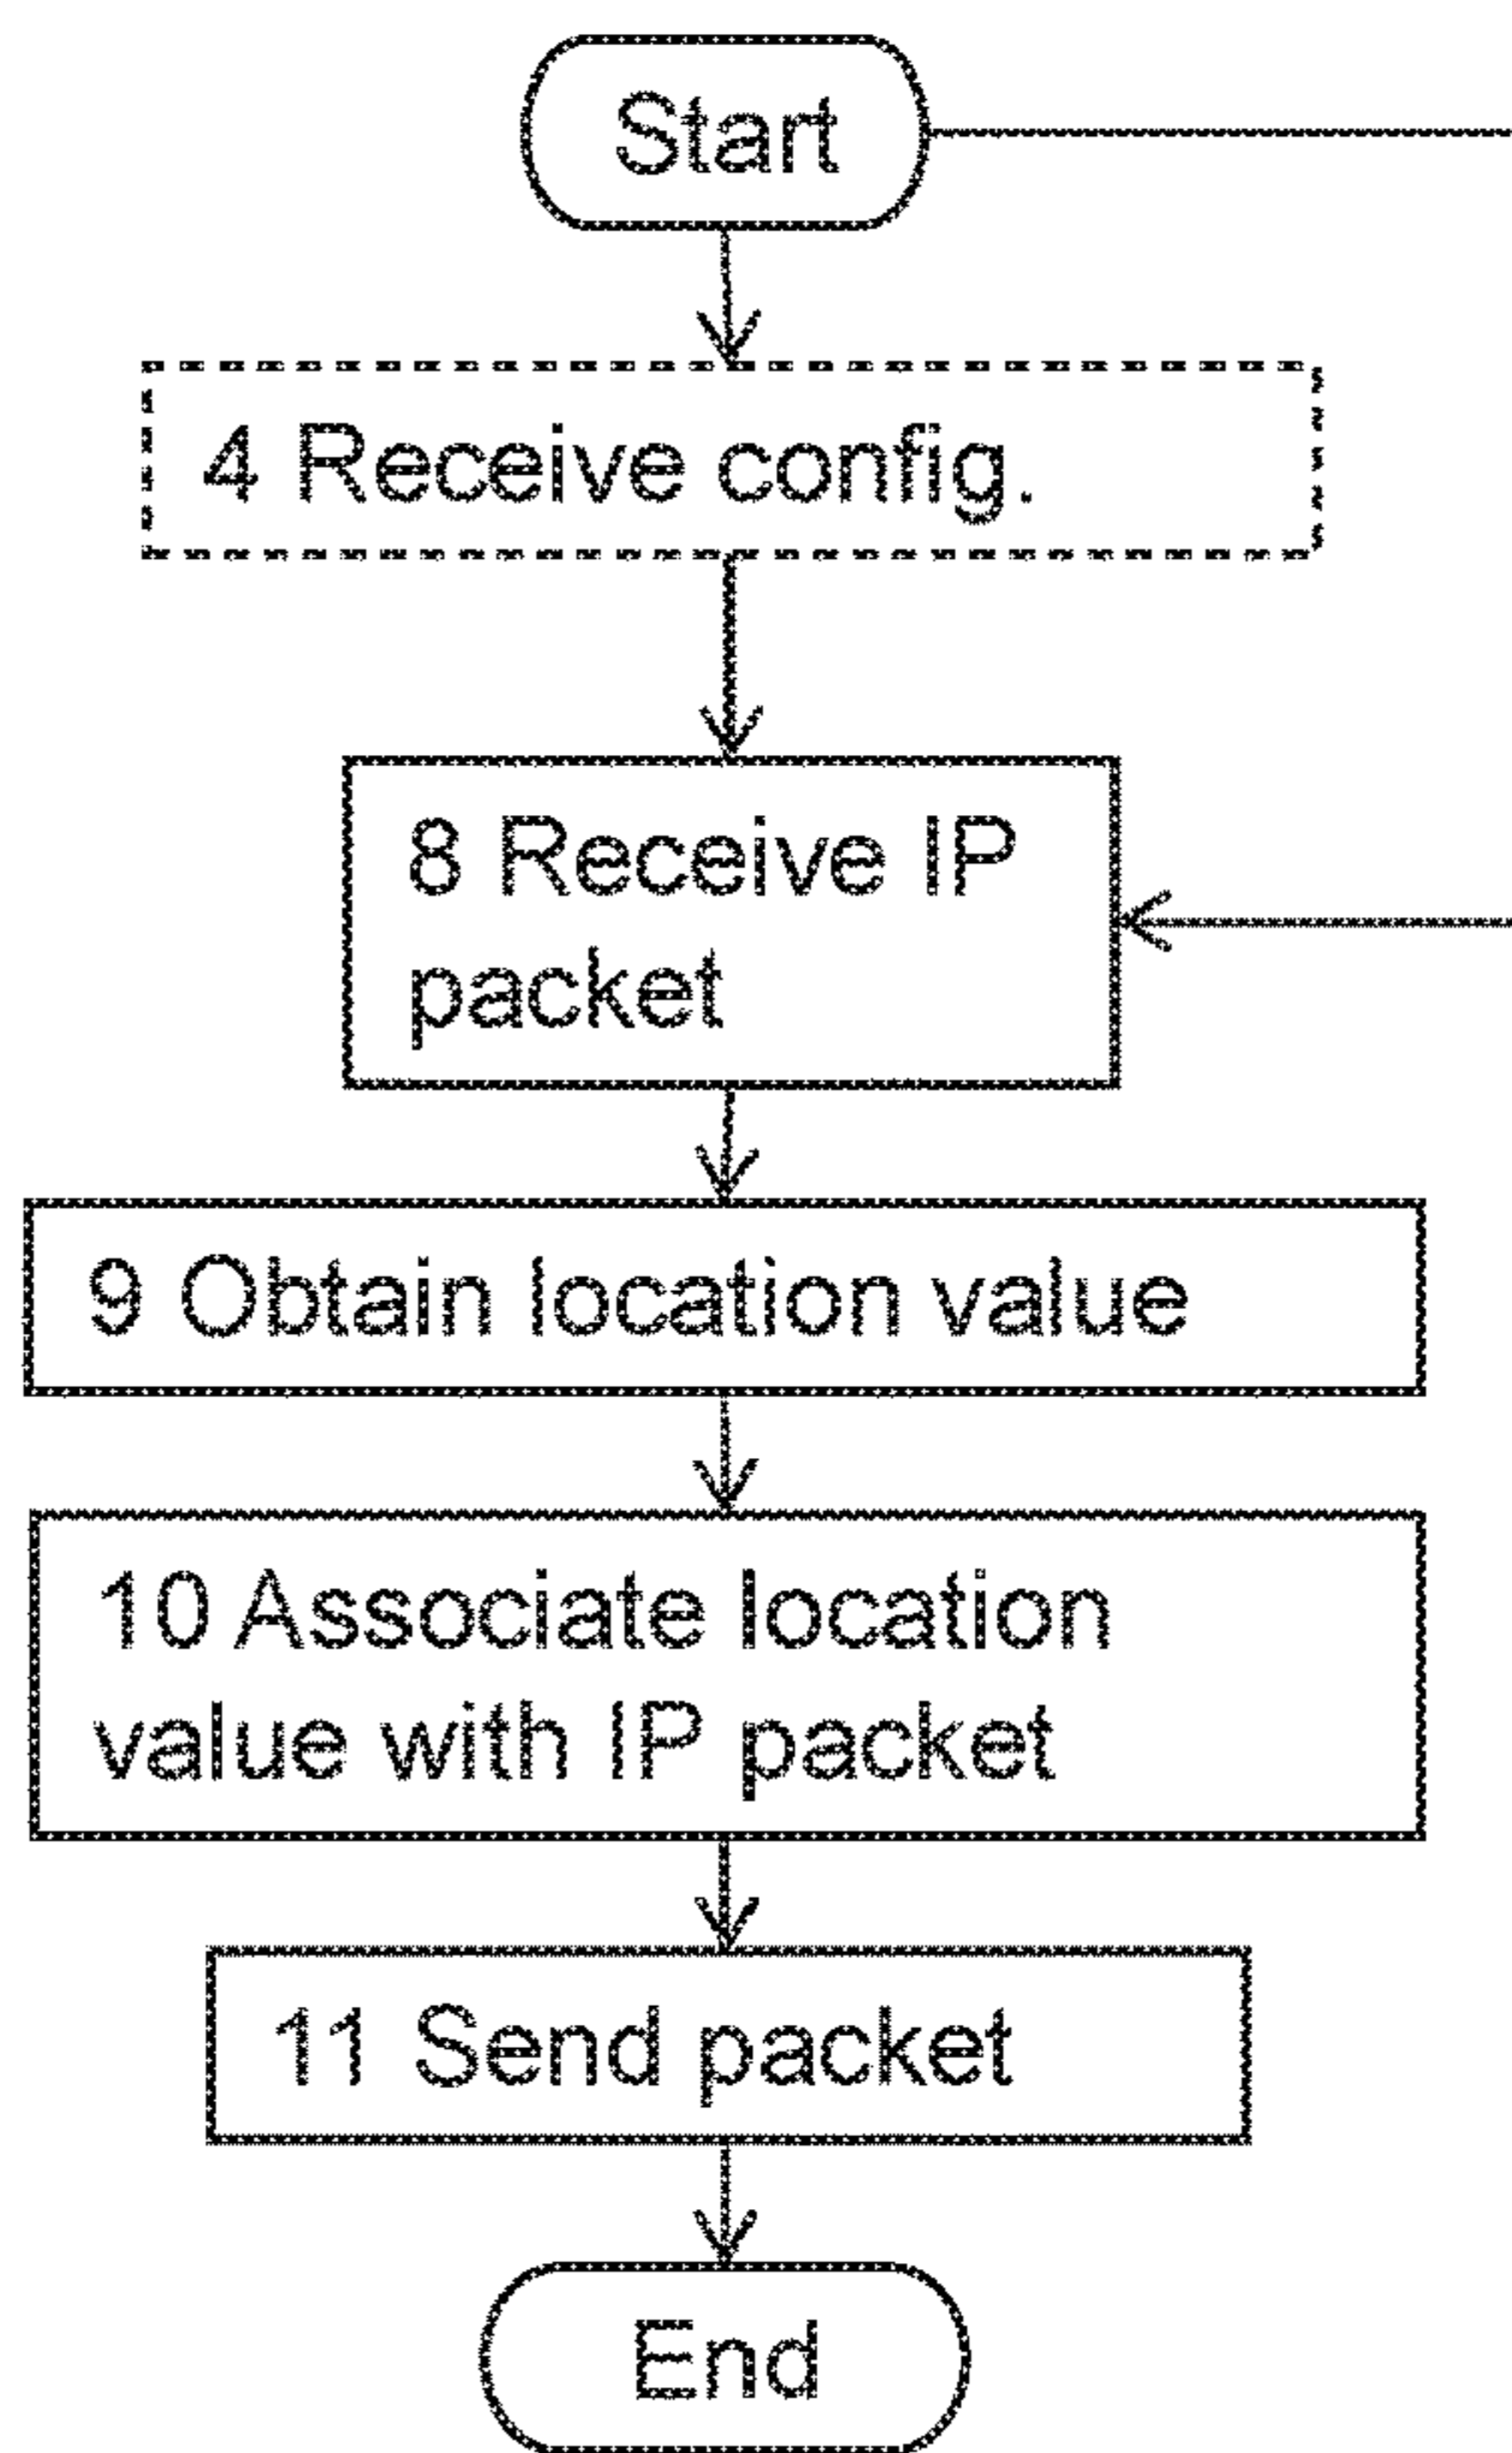 Start
4 Receive config.
8 Receive IP
packet
9 Obtain location value
10 Associate location
value with IP packet
11 Send packet
End